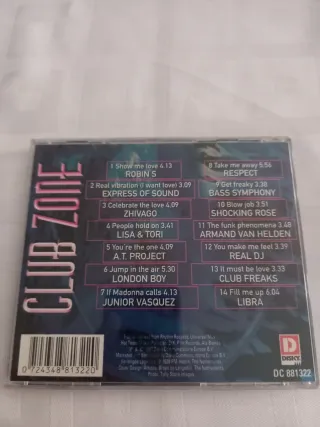 CLUB ZONE
1 Show me love 4.13
ROBIN S
2 Real vibration (I want love) 3.09
EXPRESS OF SOUND
3 Celebrate the love 4.09
ZHIVAGO
4 People hold on 3.41
LISA & TORI
5 You're the one 4.09
A.T. PROJECT
6 Jump in the air 5.30
LONDON BOY
7 If Madonna calls 4.13
JUNIOR VASQUEZ
8 Take me away 5.56
RESPECT
9 Get freaky 3.38
BASS SYMPHONY
10 Blow job 3.51
SHOCKING ROSE
11 The funk phenomena 3.11
ARMAND VAN HELDEN
12 You make me feel 3.39
REAL DJ
13 It must be love 3.33
CLUB FREAKS
14 Fill me up 6.04
LIBRA
0 724348 813220
D
DISKY
DC 881322